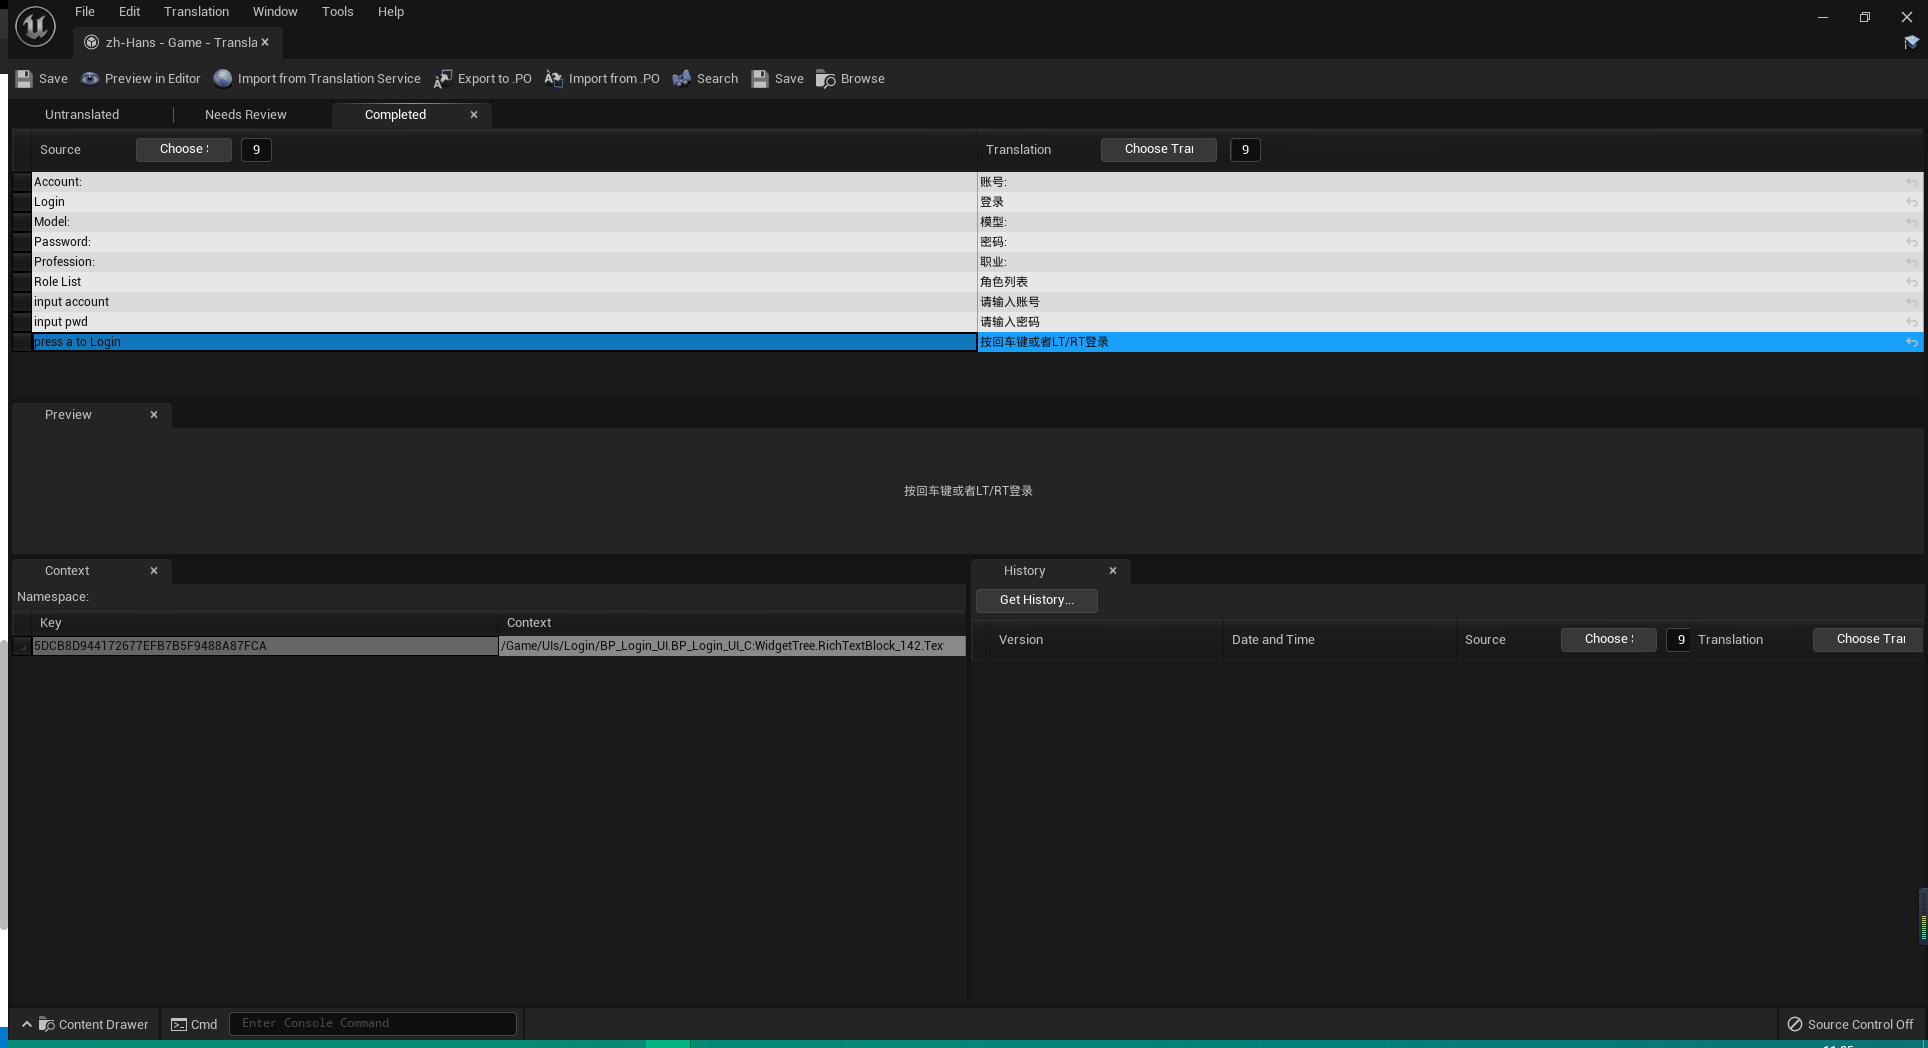 File Edit Translation Window Tools Help
zh-Hans - Game - Transla
Save Preview in Editor Import from Translation Service Export to .PO Import from .PO Search Save Browse
Untranslated Needs Review Completed
Source Choose 9 Translation Choose Tra 9
Account: 账号:
Login 登录
Model: 模型:
Password: 密码:
Profession: 职业:
Role List 角色列表
input account 请输入账号
input pwd 请输入密码
press a to Login 按回车键或者LT/RT登录
Preview
按回车键或者LT/RT登录
Context
Namespace:
Key Context
5DCB8D944172677EFB7B5F9488A87FCA /Game/UIs/Login/BP_Login_UI.BP_Login_UI_C:WidgetTree.RichTextBlock_142.Tex
History
Get History...
Version Date and Time Source Choose 9 Translation Choose Tra
Content Drawer Cmd Enter Console Command Source Control Off